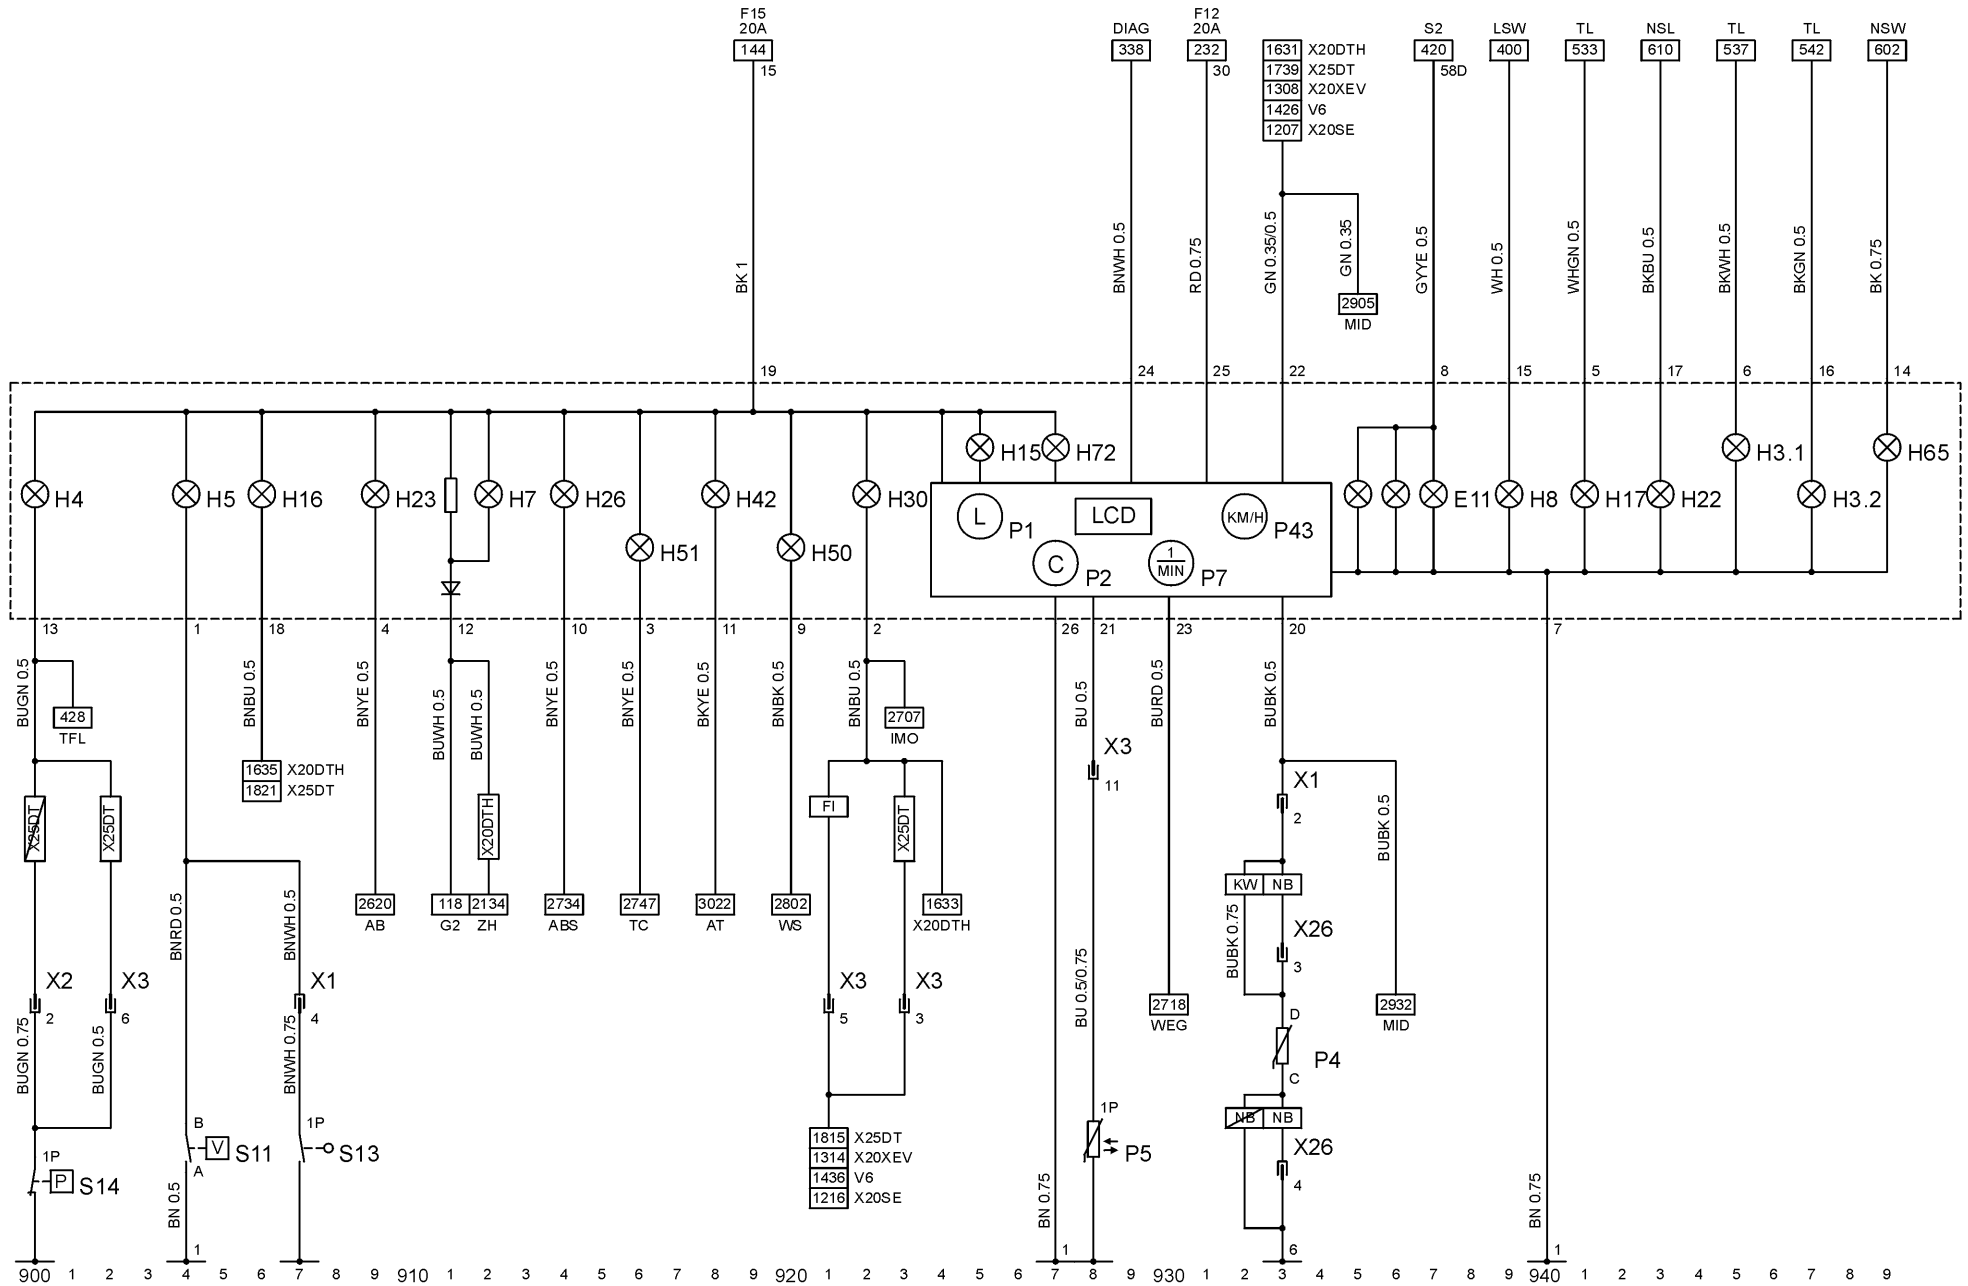 F15 F12
20A DIAG 20A S2 LSW TL NSL TL TL NSW
144 338 232 1631 X20DTH 420 400 533 610 537 542 602
15 30 1739 X25DT 58D
1308 X20XEV
1426 V6
1207 X20SE
BK 1 BNWH 0.5 RD 0.75 GN 0.35/0.5 GN 0.35 GYYE 0.5 WH 0.5 WHGN 0.5 BKBU 0.5 BKWH 0.5 BKGN 0.5 BK 0.75
2905
MID
19 24 25 22 8 15 5 17 6 16 14
H15 H72 H3.1 H65
H4 H5 H16 H23 H7 H26 H42 H30 E11 H8 H17 H22 H3.2
L P1 LCD KM/H P43
H51 H50
C P2 1 MIN P7
13 1 18 4 12 10 3 11 9 2 26 21 23 20 7
BUGN 0.5 BNBU 0.5 BNYE 0.5 BUWH 0.5 BUWH 0.5 BNYE 0.5 BNYE 0.5 BKYE 0.5 BNBK 0.5 BNBU 0.5 BU 0.5 BURD 0.5 BUBK 0.5
428 2707
TFL IMO
X3
1635 X20DTH
1821 X25DT
11 X1
2
X25DT X25DT X20DTH FI X25DT BUBK 0.5
KW NB
2620 118 2134 2734 2747 3022 2802 1633
AB G2 ZH ABS TC AT WS X20DTH
BNRD 0.5 BNWH 0.5 BUBK 0.75 X26
3
X2 X3 X1 X3 X3 BU 0.5/0.75
2 6 4 5 3 2718 2932
WEG MID
D
BUGN 0.75 BUGN 0.5 BNWH 0.75 P4
C
1P NB NB
B 1P
V S11 S13 1815 X25DT P5 X26
A 1314 X20XEV
1P
P S14 1436 V6 4
1216 X20SE
BN 0.5 BN 0.75 BN 0.75
1 1 6 1
900 1 2 3 4 5 6 7 8 9 910 1 2 3 4 5 6 7 8 9 920 1 2 3 4 5 6 7 8 9 930 1 2 3 4 5 6 7 8 9 940 1 2 3 4 5 6 7 8 9